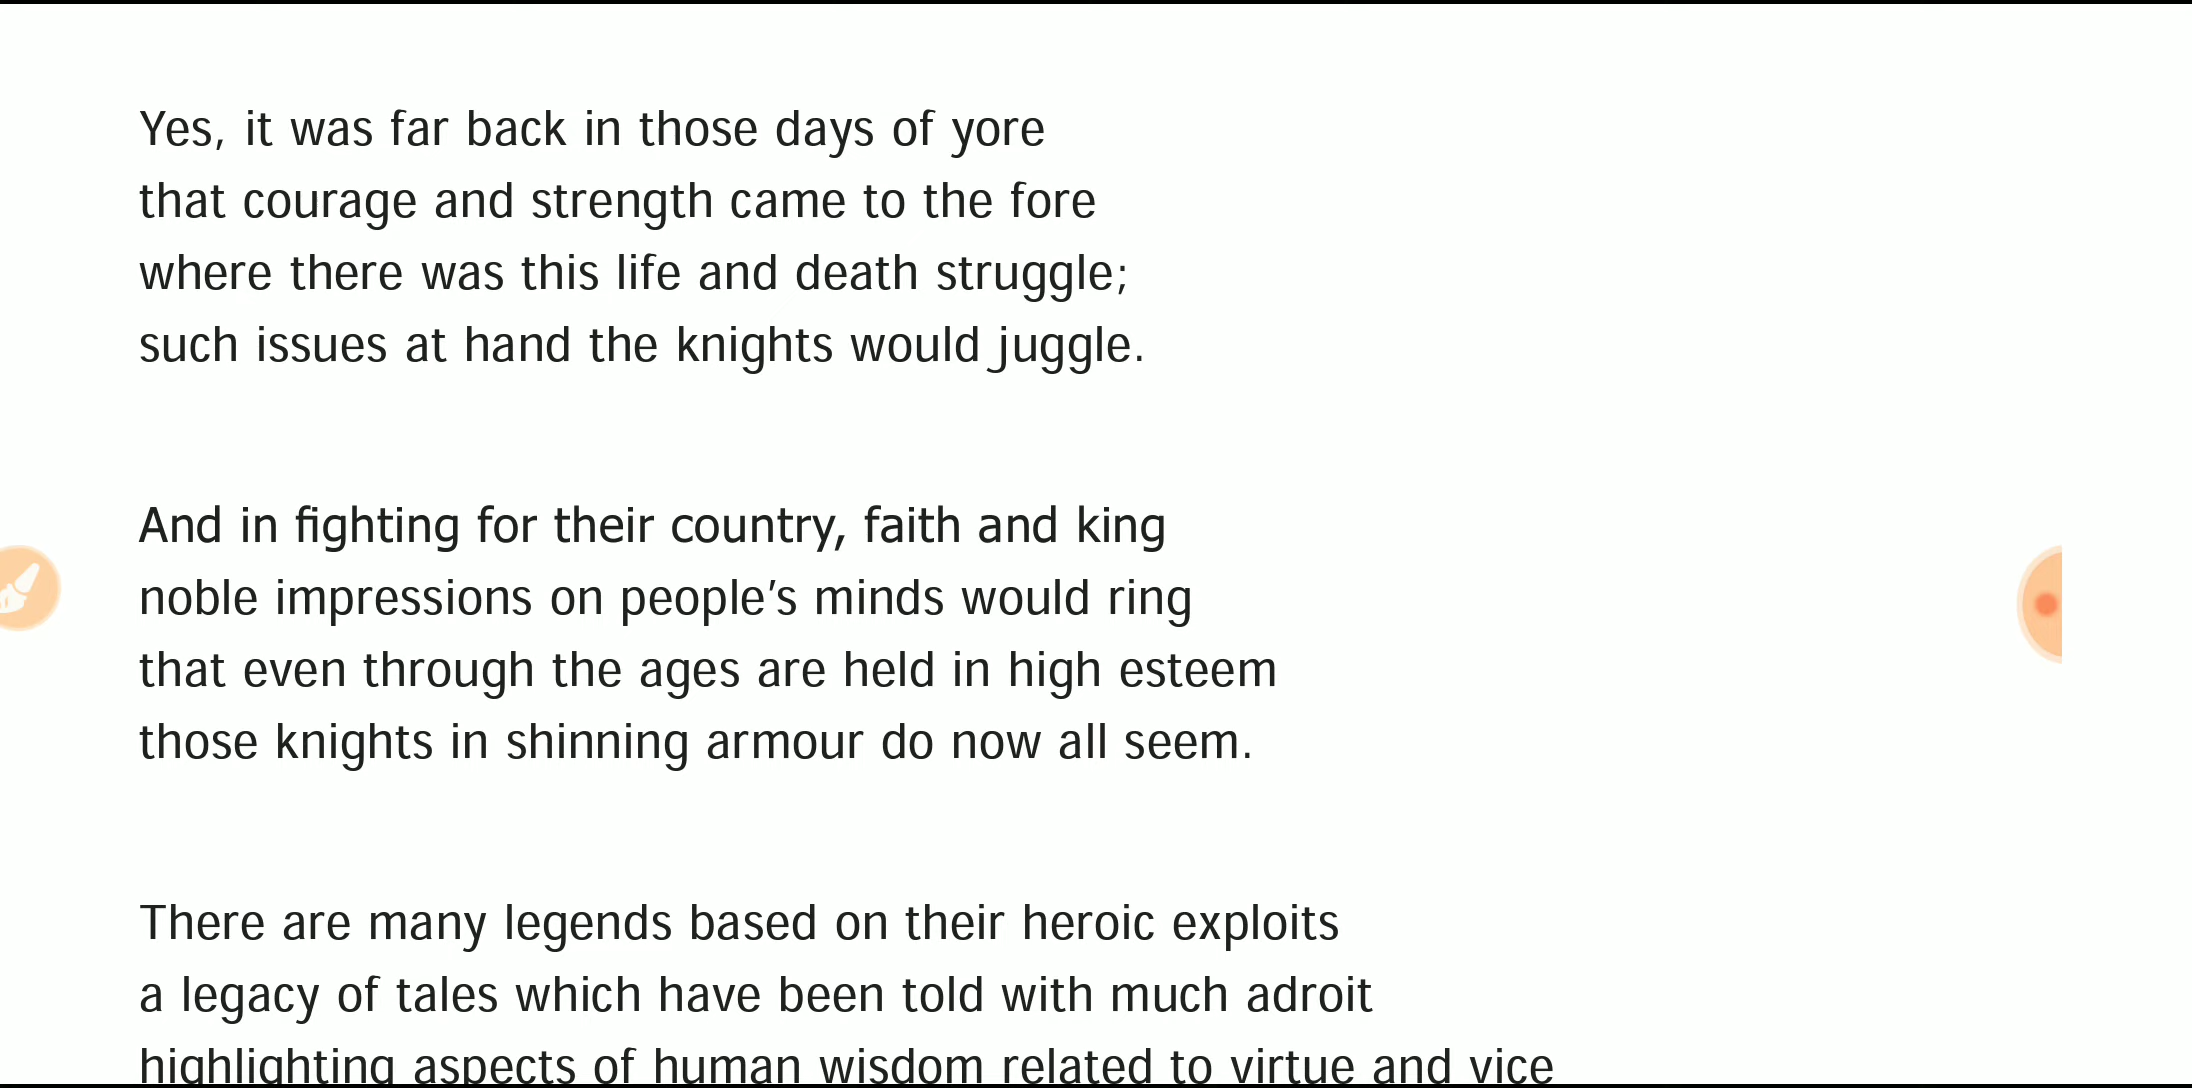 Yes, it was far back in those days of yore
that courage and strength came to the fore
where there was this life and death struggle;
such issues at hand the knights would juggle.
And in fighting for their country, faith and king
noble impressions on people's minds would ring
that even through the ages are held in high esteem
those knights in shinning armour do now all seem.
There are many legends based on their heroic exploits
a legacy of tales which have been told with much adroit
highlighting aspects of human wisdom related to virtue and vice